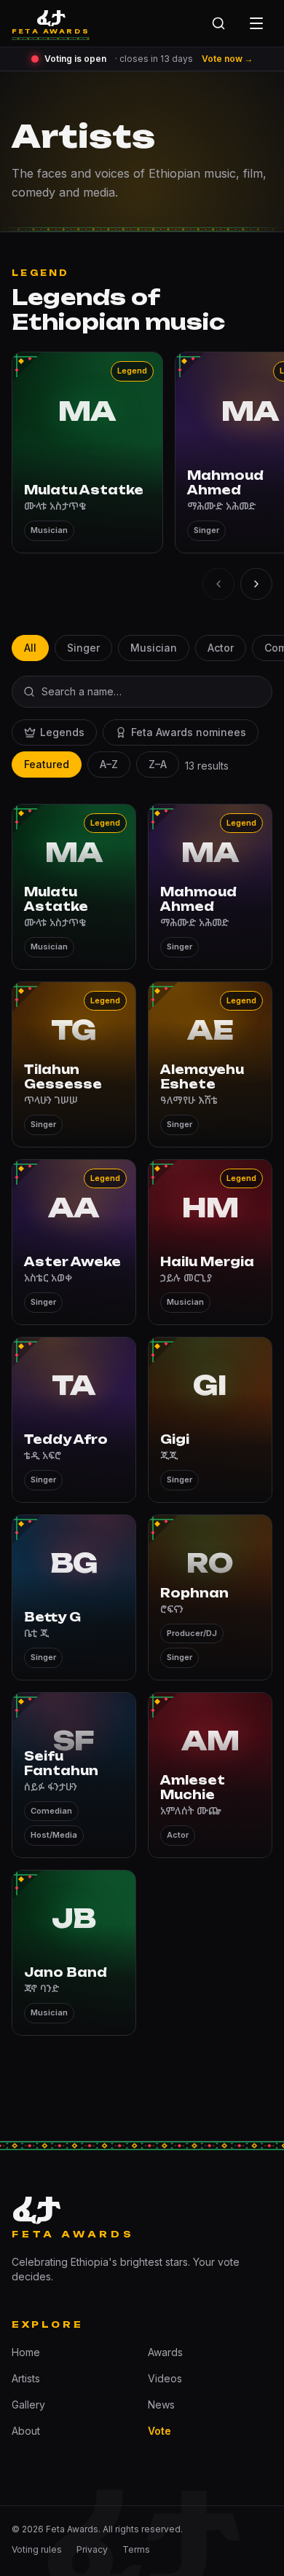 ፌታ
FETA AWARDS
Voting is open · closes in 13 days Vote now →
Artists
The faces and voices of Ethiopian music, film,
comedy and media.
LEGEND
Legends of
Ethiopian music
Legend
MA
Mulatu Astatke
ሙላቱ አስታጥቄ
Musician
MA
Mahmoud
Ahmed
ማሕሙድ አሕመድ
Singer
All Singer Musician Actor
Search a name...
Legends Feta Awards nominees
Featured A–Z Z–A 13 results
Legend
MA
Mulatu
Astatke
ሙላቱ አስታጥቄ
Musician
Legend
MA
Mahmoud
Ahmed
ማሕሙድ አሕመድ
Singer
Legend
TG
Tilahun
Gessesse
ጥላሁን ገሠሠ
Singer
Legend
AE
Alemayehu
Eshete
ዓለማየሁ እሸቴ
Singer
Legend
AA
Aster Aweke
አስቴር አወቀ
Singer
Legend
HM
Hailu Mergia
ኃይሉ መርጊያ
Musician
TA
Teddy Afro
ቴዲ አፍሮ
Singer
GI
Gigi
ጂጂ
Singer
BG
Betty G
ቤቲ ጂ
Singer
RO
Rophnan
ሮፍናን
Producer/DJ
Singer
SF
Seifu
Fantahun
ሰይፉ ፋንታሁን
Comedian
Host/Media
AM
Amleset
Muchie
አምለሰት ሙጬ
Actor
JB
Jano Band
ጃኖ ባንድ
Musician
ፌታ
FETA AWARDS
Celebrating Ethiopia's brightest stars. Your vote
decides.
EXPLORE
Home Awards
Artists Videos
Gallery News
About Vote
© 2026 Feta Awards. All rights reserved.
Voting rules Privacy Terms